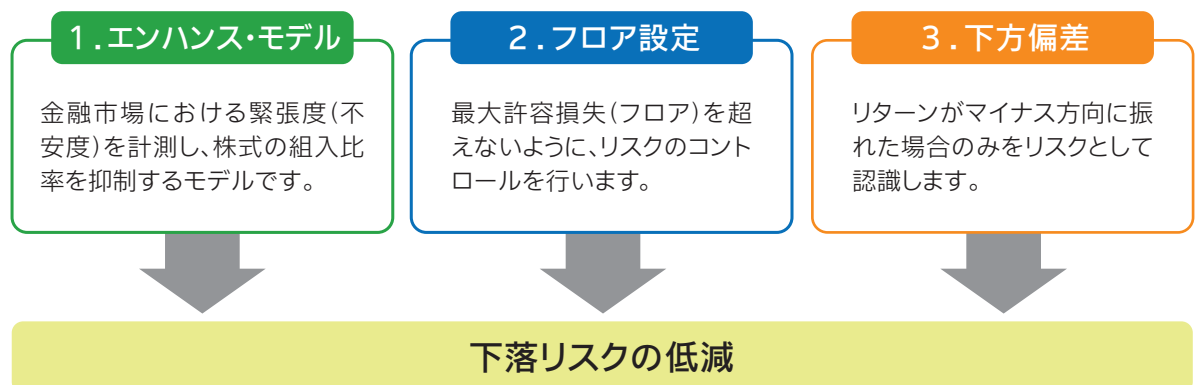 1.エンハンス・モデル
金融市場における緊張度(不
安度)を計測し、株式の組入比
率を抑制するモデルです。
2.フロア設定
最大許容損失(フロア)を超
えないように、リスクのコント
ロールを行います。
3.下方偏差
リターンがマイナス方向に振
れた場合のみをリスクとして
認識します。
下落リスクの低減